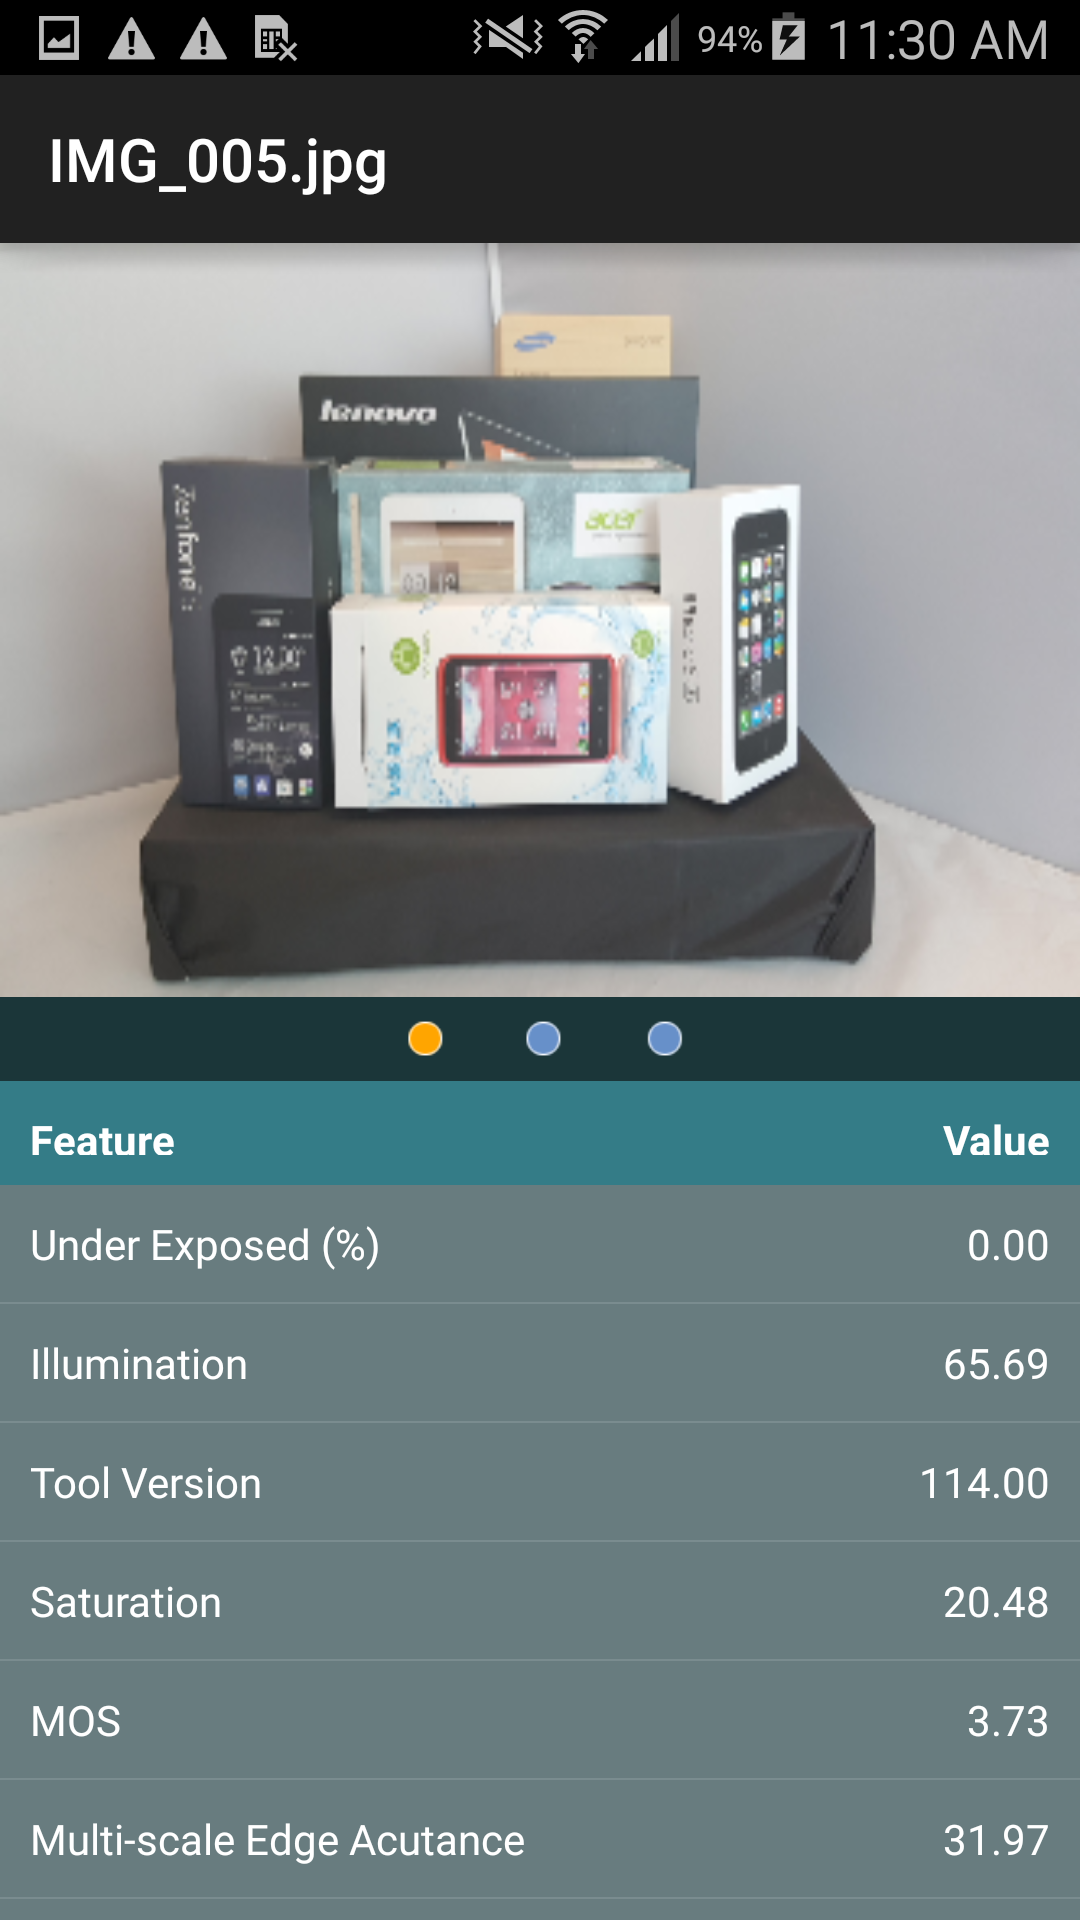 94% 11:30 AM
IMG_005.jpg
lenovo
Zenfone
acer
12:00
Feature Value
Under Exposed (%) 0.00
Illumination 65.69
Tool Version 114.00
Saturation 20.48
MOS 3.73
Multi-scale Edge Acutance 31.97